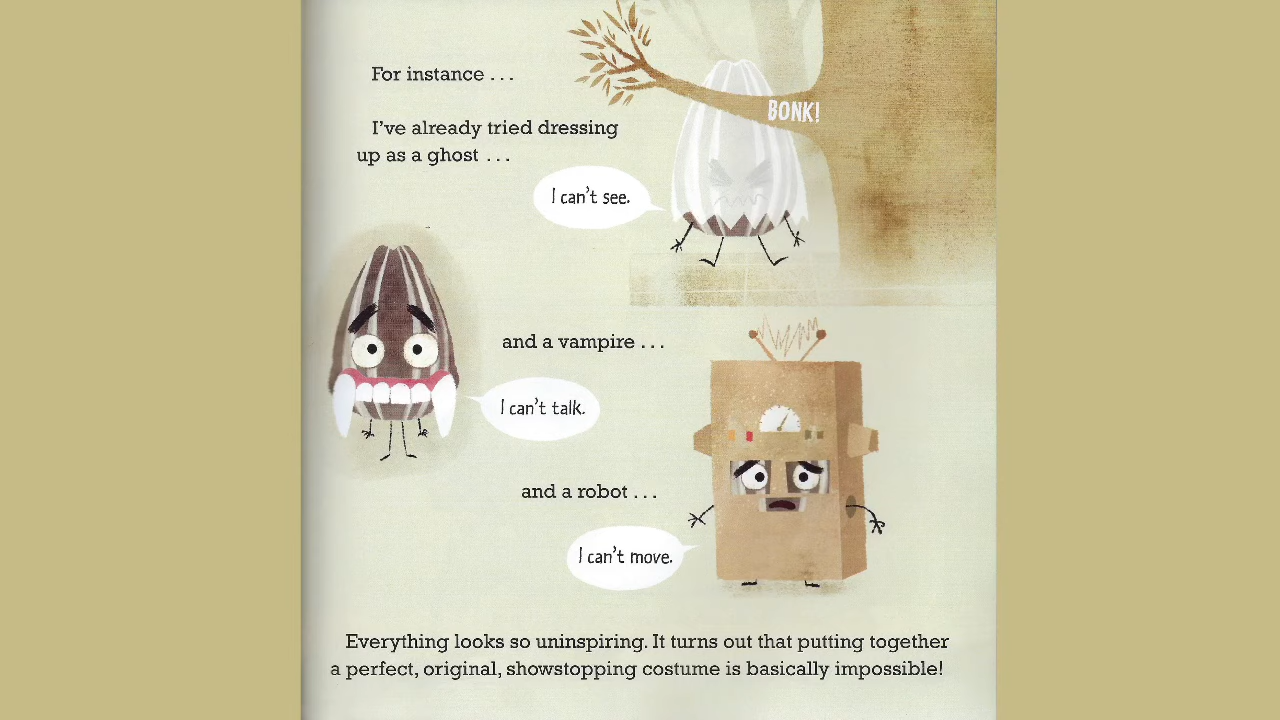 For instance . . .
BONK!
I’ve already tried dressing
up as a ghost . . .
I can’t see.
and a vampire . . .
I can’t talk.
and a robot . . .
I can’t move.
Everything looks so uninspiring. It turns out that putting together
a perfect, original, showstopping costume is basically impossible!